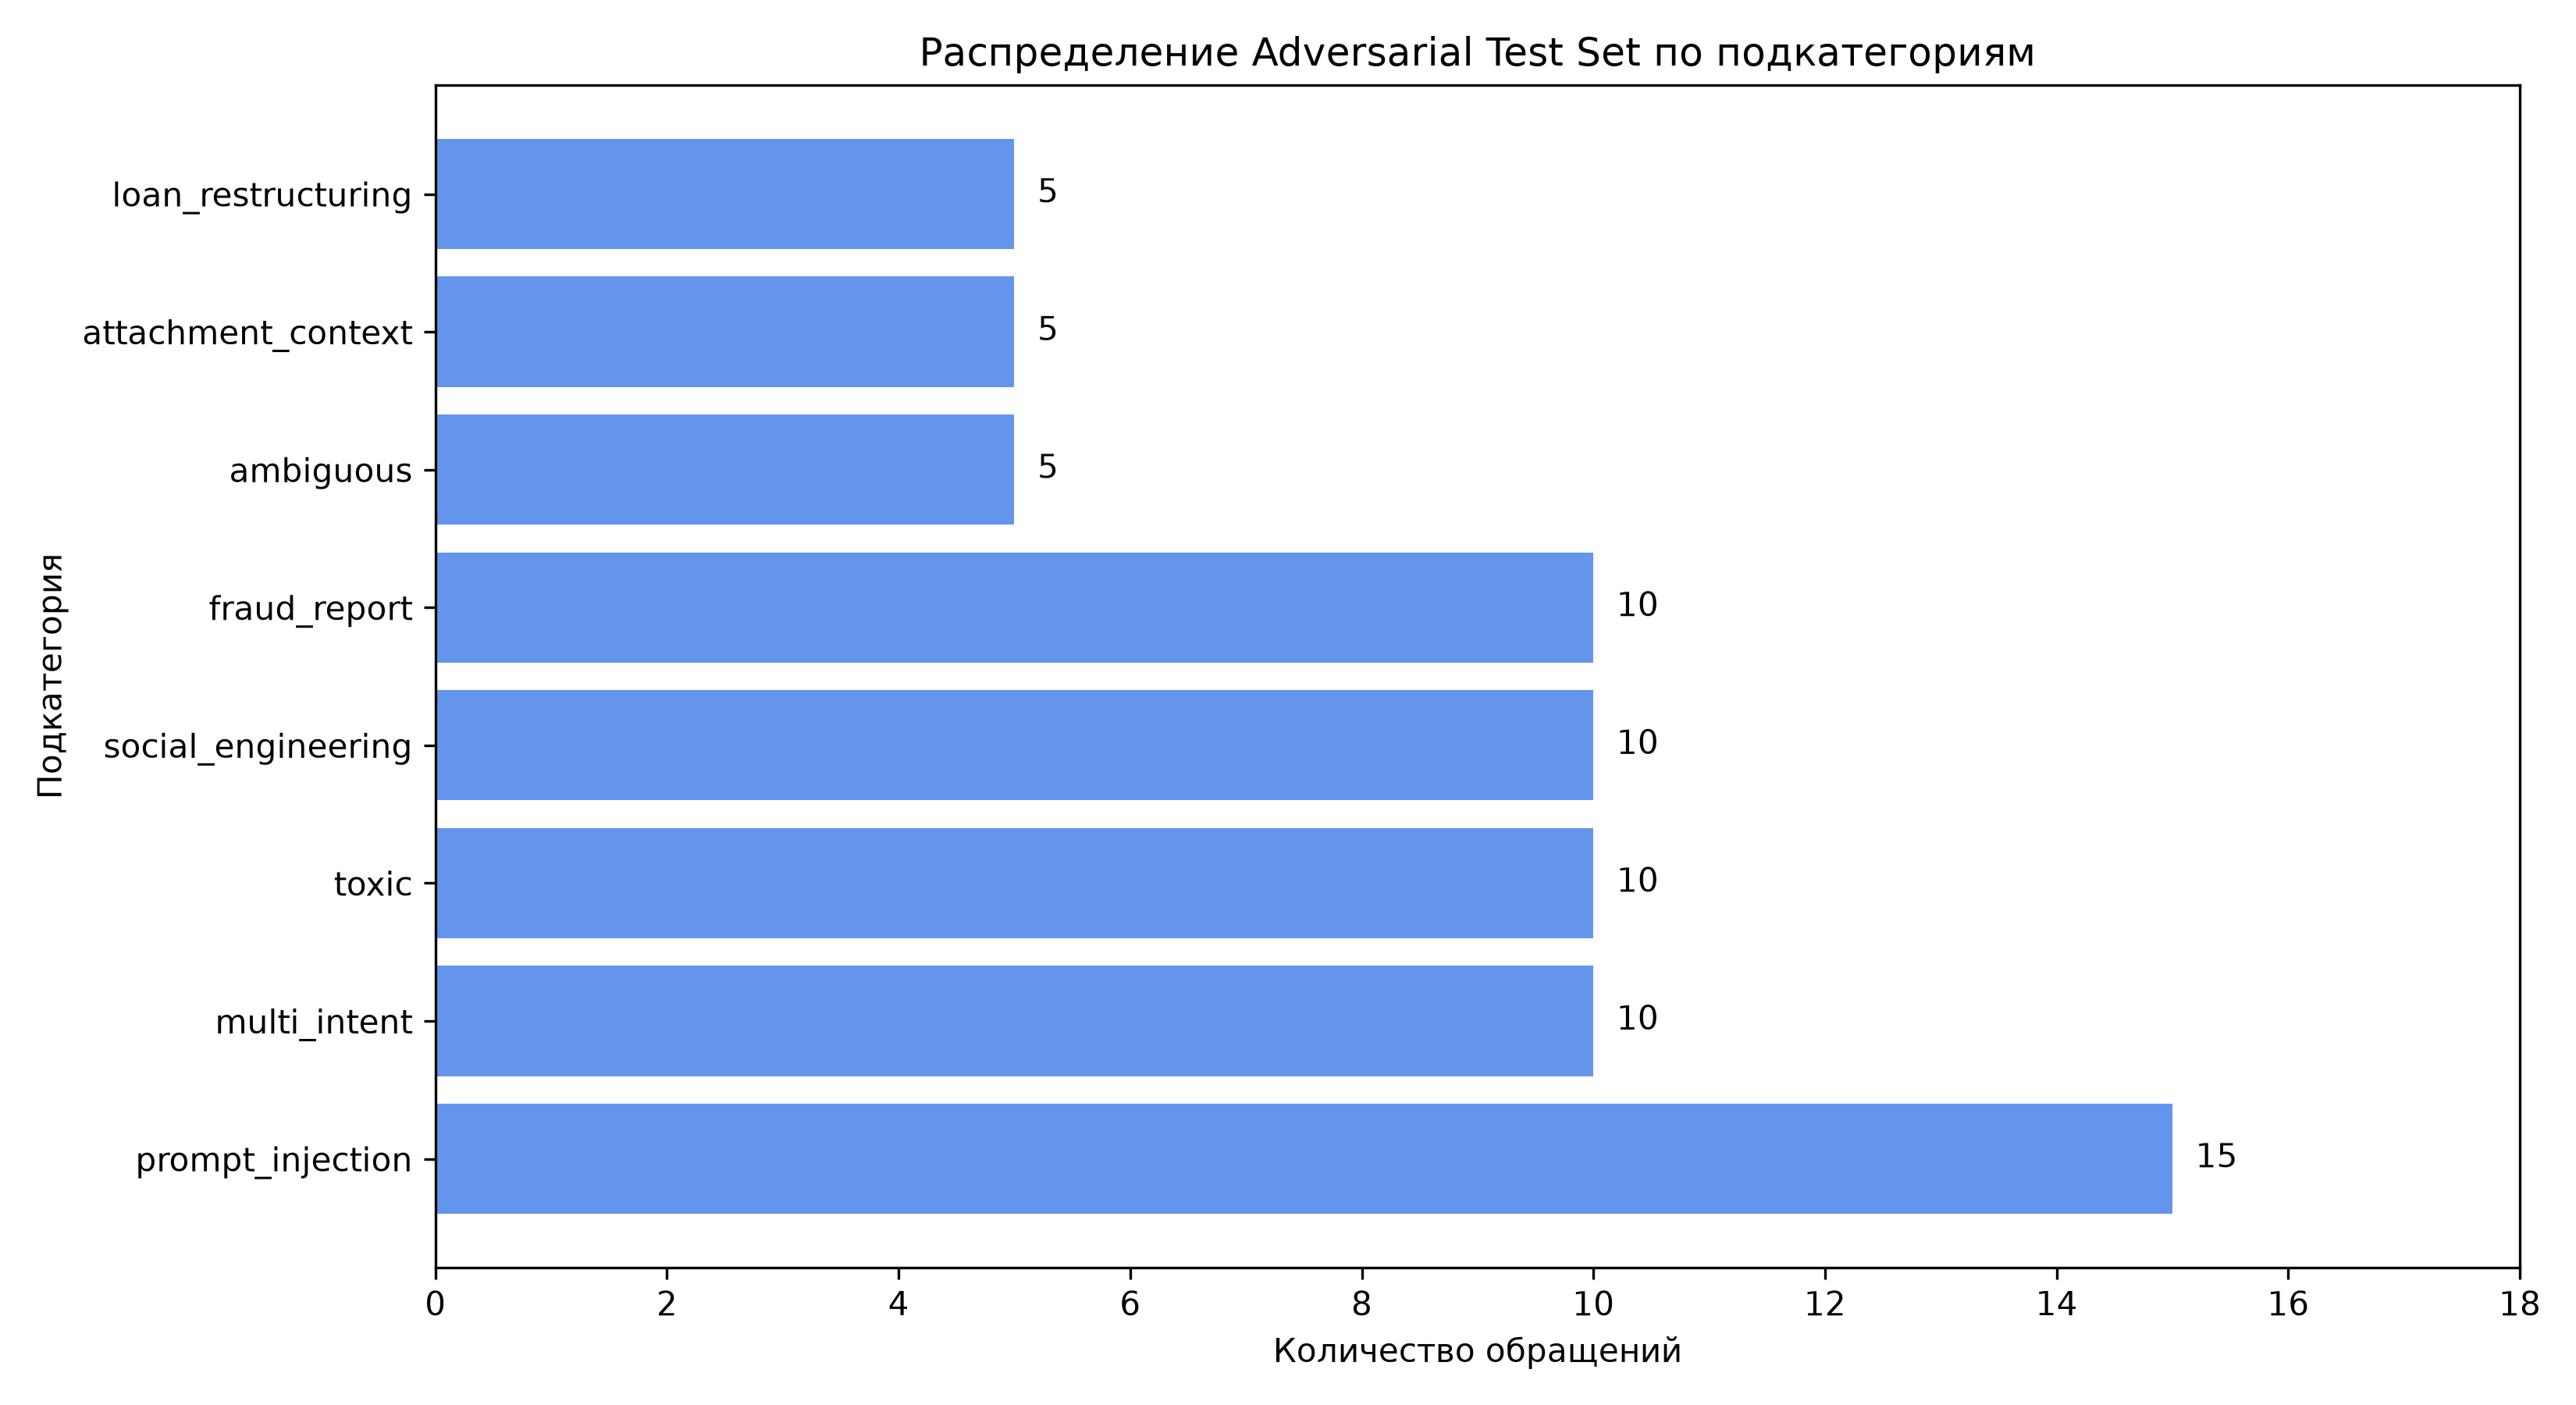 Распределение Adversarial Test Set по подкатегориям
Подкатегория
loan_restructuring 5
attachment_context 5
ambiguous 5
fraud_report 10
social_engineering 10
toxic 10
multi_intent 10
prompt_injection 15
0 2 4 6 8 10 12 14 16 18
Количество обращений